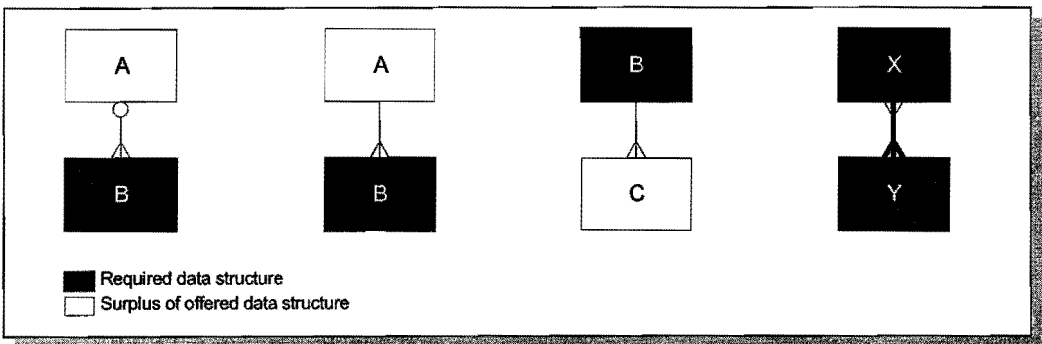 A A B X
B B C Y
Required data structure
Surplus of offered data structure